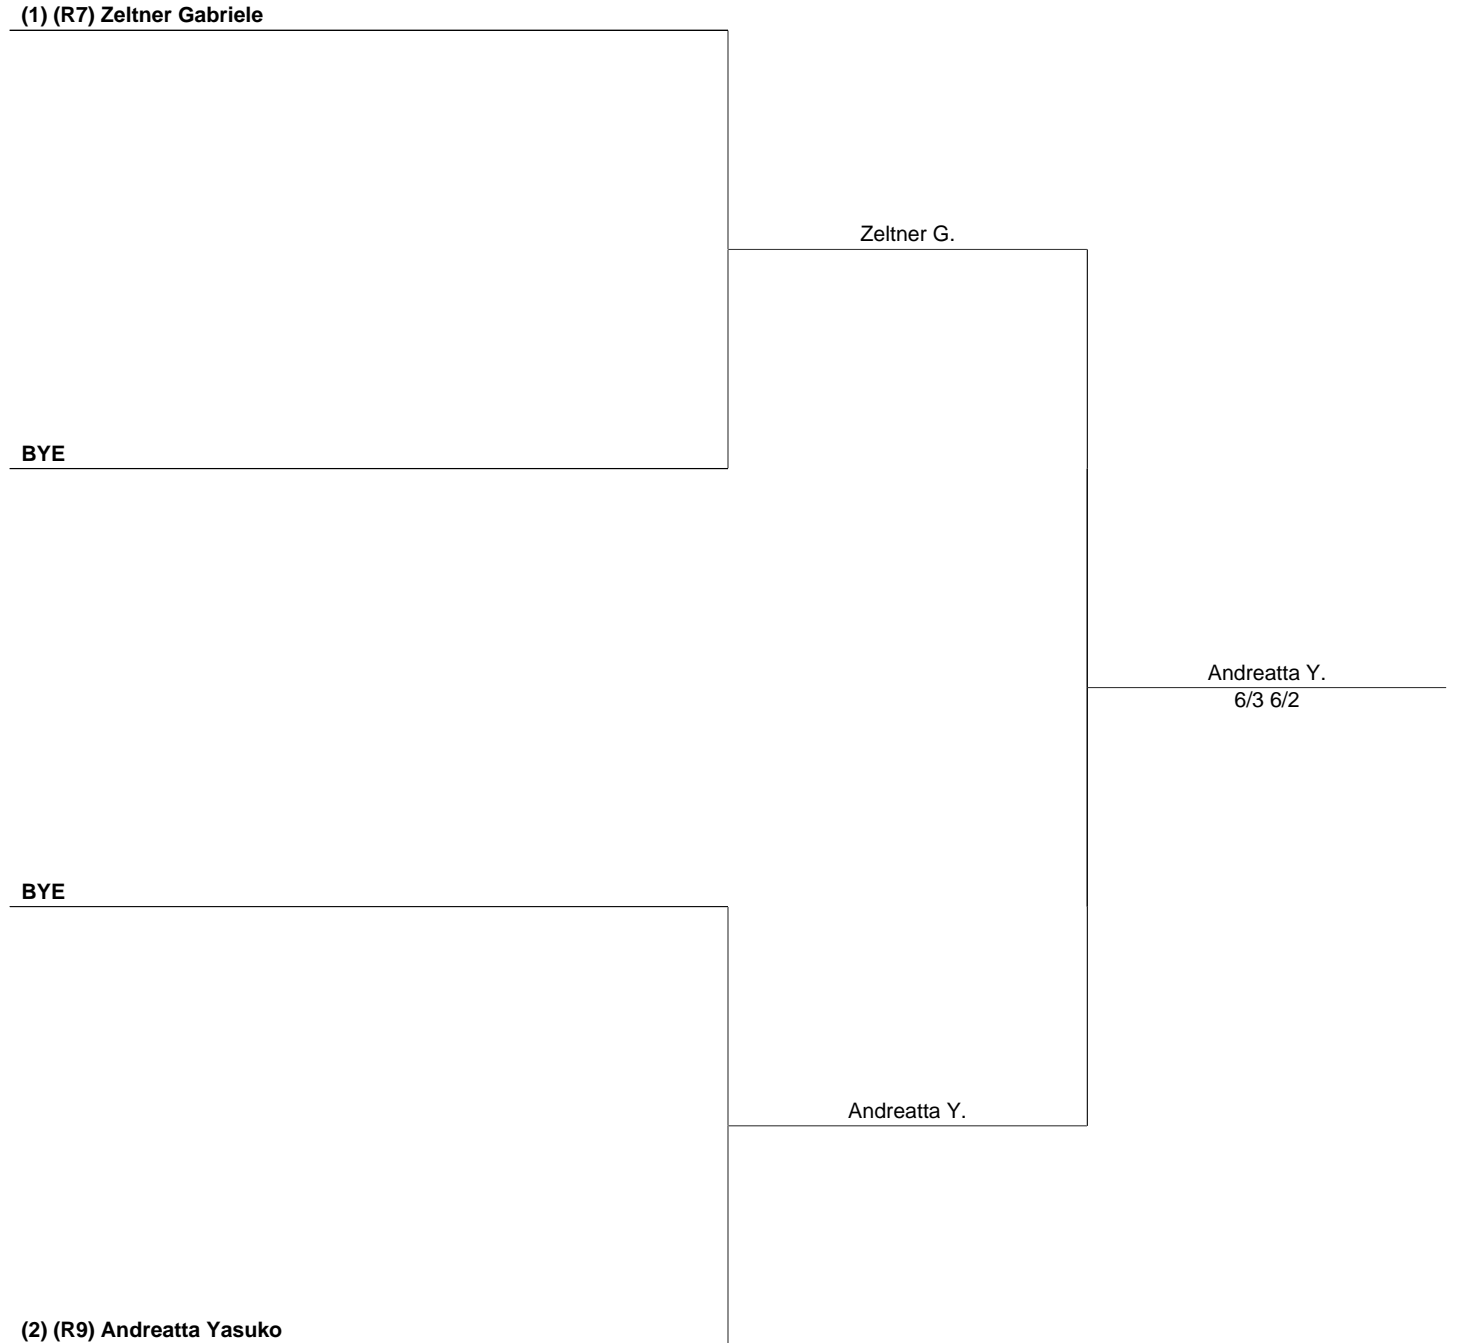 (1) (R7) Zeltner Gabriele
Zeltner G.
BYE
Andreatta Y.
6/3 6/2
BYE
Andreatta Y.
(2) (R9) Andreatta Yasuko